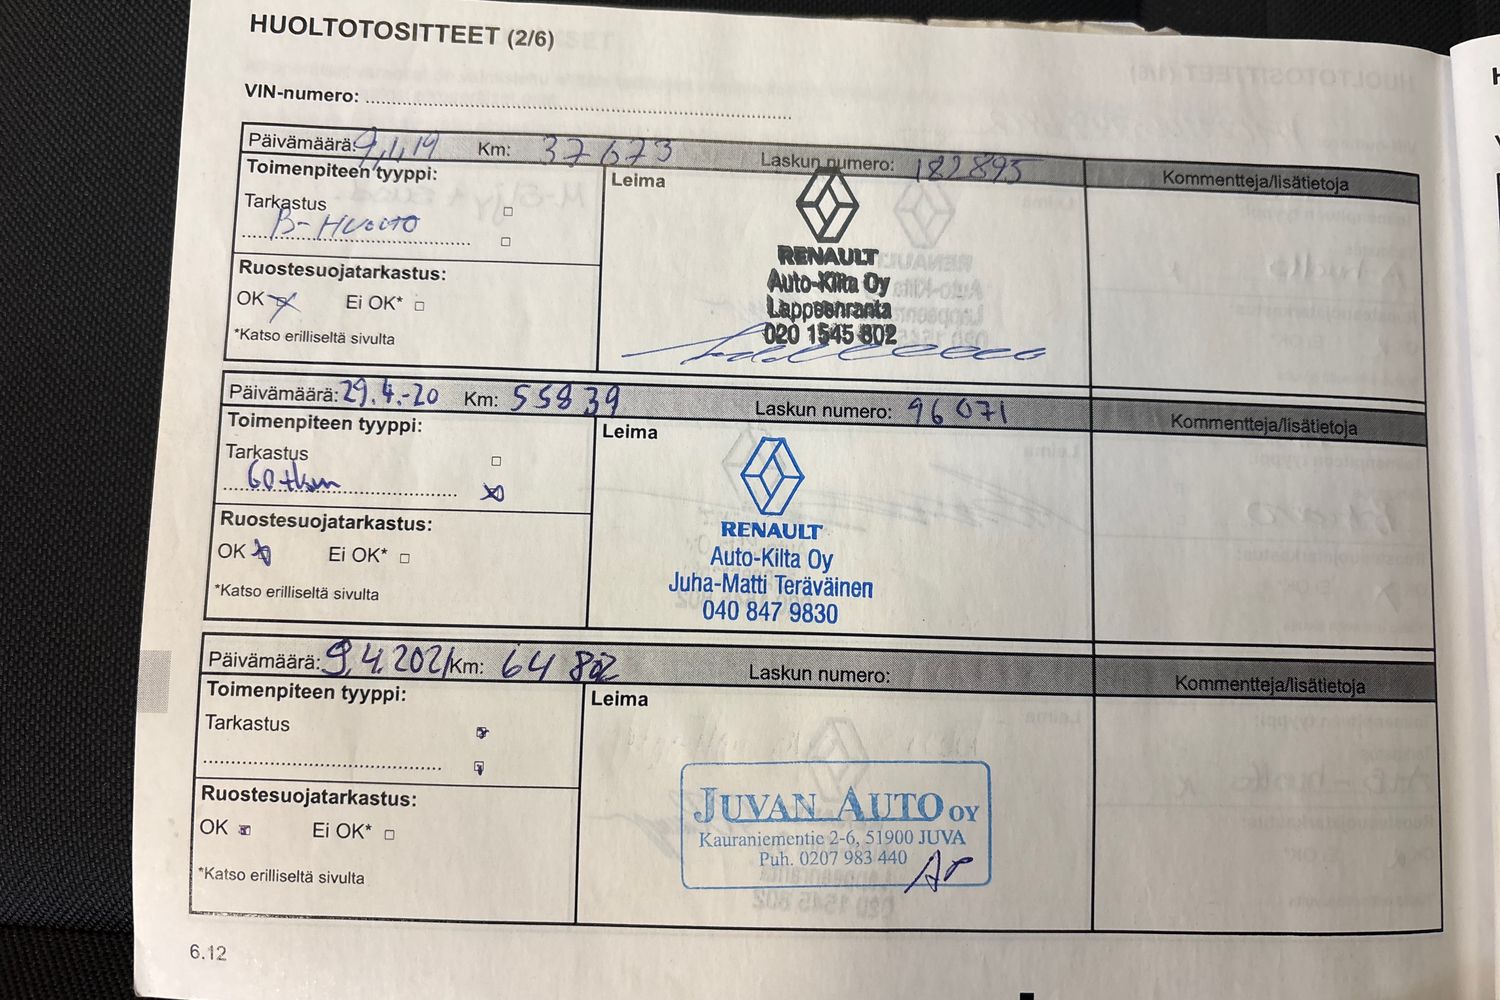 HUOLTOTOSITTEET (2/6)
VIN-numero:
Päivämäärä: 9.1.19 Km: 37 673 Laskun numero: 182895 Kommentteja/lisätietoja
Toimenpiteen tyyppi:
Tarkastus
B-HUOLTO
Ruostesuojatarkastus:
OK Ei OK*
*Katso erilliseltä sivulta
Leima
RENAULT
Auto-Kilta Oy
Lappeenranta
020 1545 802
Päivämäärä: 29.4.-20 Km: 55839 Laskun numero: 96071 Kommentteja/lisätietoja
Toimenpiteen tyyppi:
Tarkastus
60 tkm
Ruostesuojatarkastus:
OK Ei OK*
*Katso erilliseltä sivulta
Leima
RENAULT
Auto-Kilta Oy
Juha-Matti Teräväinen
040 847 9830
Päivämäärä: 9.4.2021 Km: 64 802 Laskun numero: Kommentteja/lisätietoja
Toimenpiteen tyyppi:
Tarkastus
Ruostesuojatarkastus:
OK Ei OK*
*Katso erilliseltä sivulta
Leima
JUVAN AUTO OY
Kauraniementie 2-6, 51900 JUVA
Puh. 0207 983 440
6.12